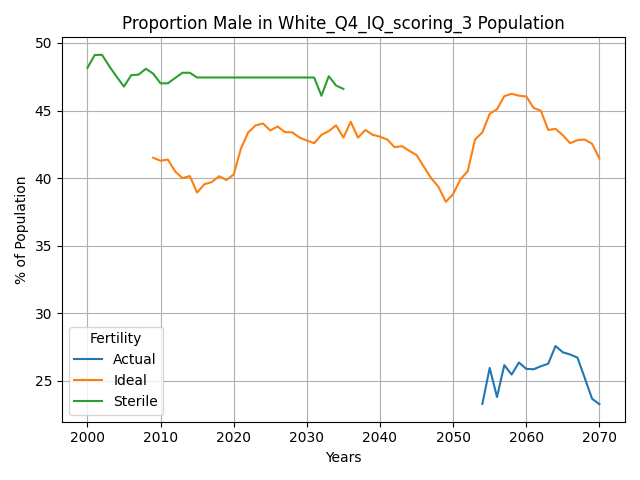 Proportion Male in White_Q4_IQ_scoring_3 Population
% of Population
50
45
40
35
30
25
Fertility
Actual
Ideal
Sterile
2000 2010 2020 2030 2040 2050 2060 2070
Years